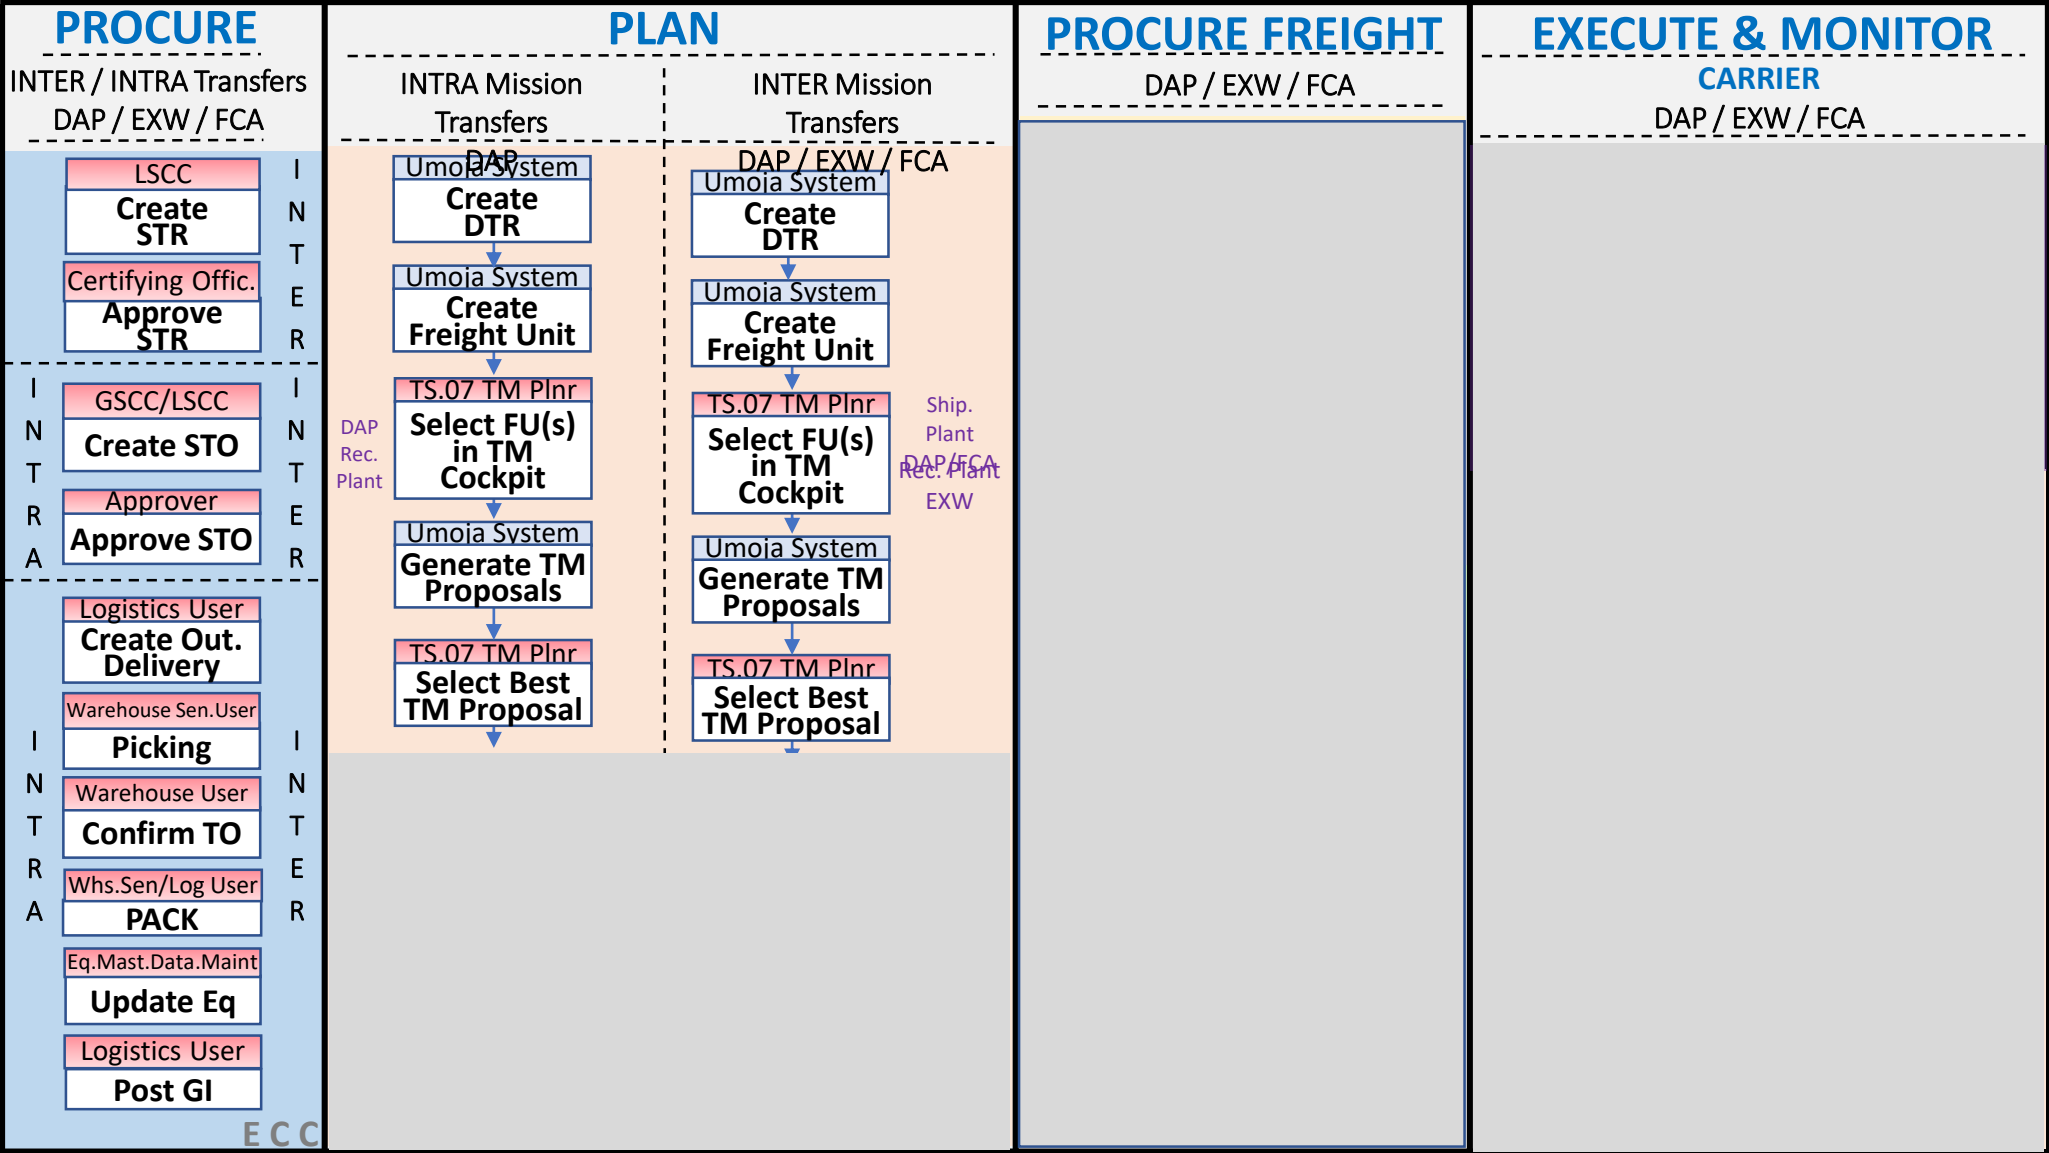 PROCURE
INTER / INTRA Transfers
DAP / EXW / FCA
LSCC
Create
STR
Certifying Offic.
Approve
STR
I
N
T
E
R
GSCC/LSCC
Create STO
Approver
Approve STO
I
N
T
R
A
I
N
T
E
R
Logistics User
Create Out.
Delivery
Warehouse Sen.User
Picking
Warehouse User
Confirm TO
Whs.Sen/Log User
PACK
Eq.Mast.Data.Maint
Update Eq
Logistics User
Post GI
I
N
T
R
A
I
N
T
E
R
E C C
PLAN
INTRA Mission
Transfers
DAP
Umoja System
Create
DTR
Umoja System
Create
Freight Unit
TS.07 TM Plnr
Select FU(s)
in TM
Cockpit
DAP
Rec.
Plant
Umoja System
Generate TM
Proposals
TS.07 TM Plnr
Select Best
TM Proposal
INTER Mission
Transfers
DAP / EXW / FCA
Umoja System
Create
DTR
Umoja System
Create
Freight Unit
TS.07 TM Plnr
Select FU(s)
in TM
Cockpit
Ship.
Plant
DAP/FCA
Rec. Plant
EXW
Umoja System
Generate TM
Proposals
TS.07 TM Plnr
Select Best
TM Proposal
PROCURE FREIGHT
DAP / EXW / FCA
EXECUTE & MONITOR
CARRIER
DAP / EXW / FCA